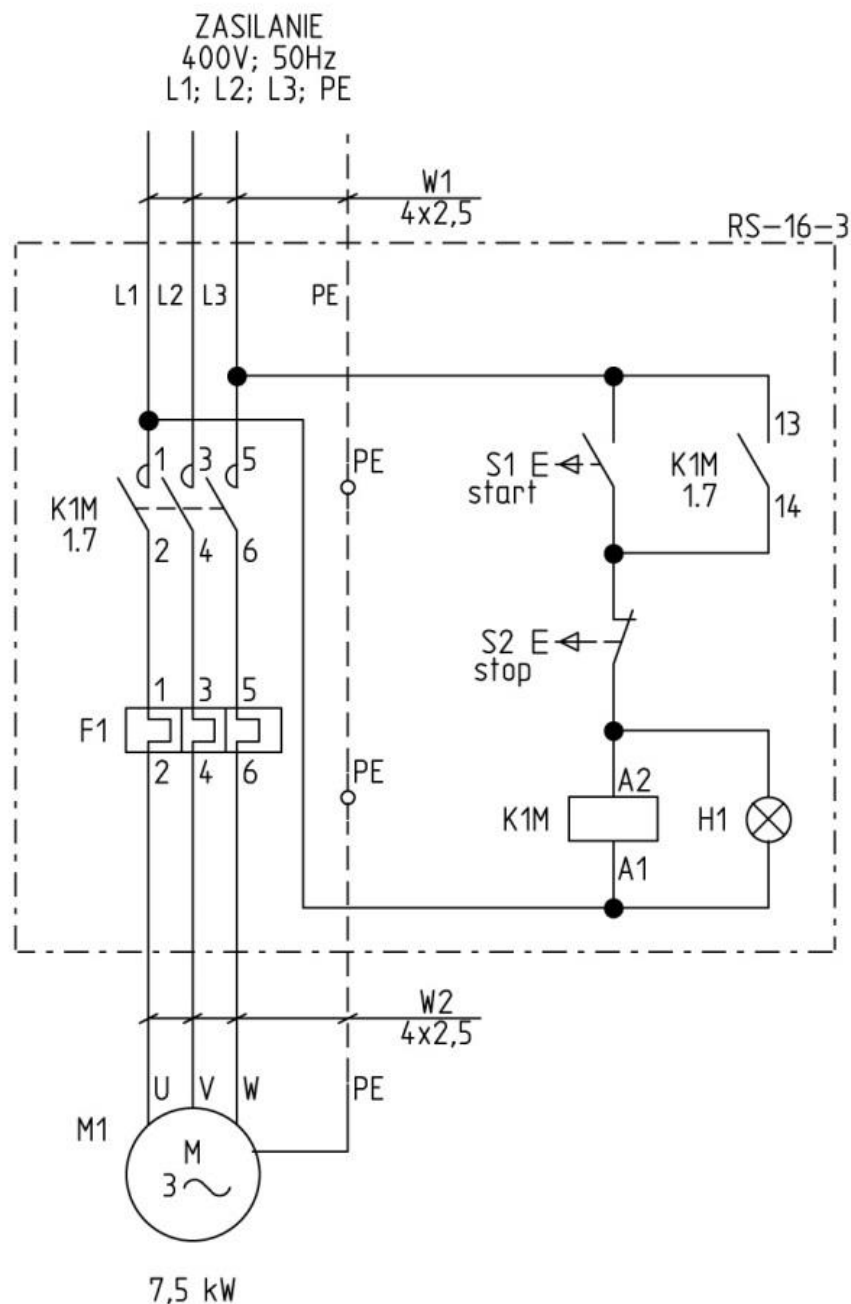 ZASILANIE
400V; 50Hz
L1; L2; L3; PE
W1
4x2,5
RS-16-3
L1 L2 L3 PE
1 3 5
PE
S1 E
start
K1M
1.7
13
14
K1M
1.7
2 4 6
S2 E
stop
1 3 5
F1
2 4 6
PE
A2
K1M
H1
A1
W2
4x2,5
U V W PE
M1
M
3
7,5 kW